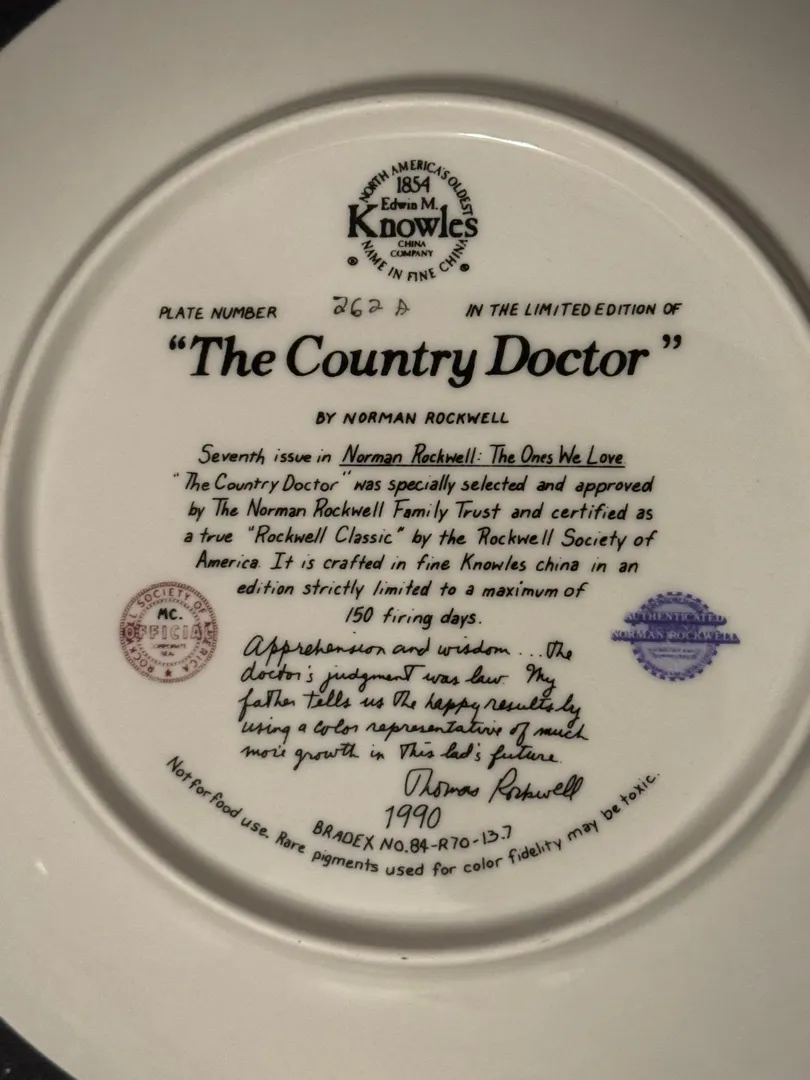 NORTH AMERICA'S OLDEST
1854
Edwin M.
Knowles
CHINA
COMPANY
NAME IN FINE CHINA
PLATE NUMBER 262 A IN THE LIMITED EDITION OF
"The Country Doctor"
BY NORMAN ROCKWELL
Seventh issue in Norman Rockwell: The Ones We Love
"The Country Doctor" was specially selected and approved
by The Norman Rockwell Family Trust and certified as
a true "Rockwell Classic" by the Rockwell Society of
America. It is crafted in fine Knowles china in an
edition strictly limited to a maximum of
150 firing days.
ROCKWELL SOCIETY OF AMERICA
MC.
OFFICIAL
AUTHENTICATED
NORMAN ROCKWELL
Apprehension and wisdom ... the
doctor's judgment was law. My
father tells us the happy results by
using a color representative of much
more growth in this lad's future.
Thomas Rockwell
1990
BRADEX NO. 84-R70-13.7
Not for food use. Rare pigments used for color fidelity may be toxic.